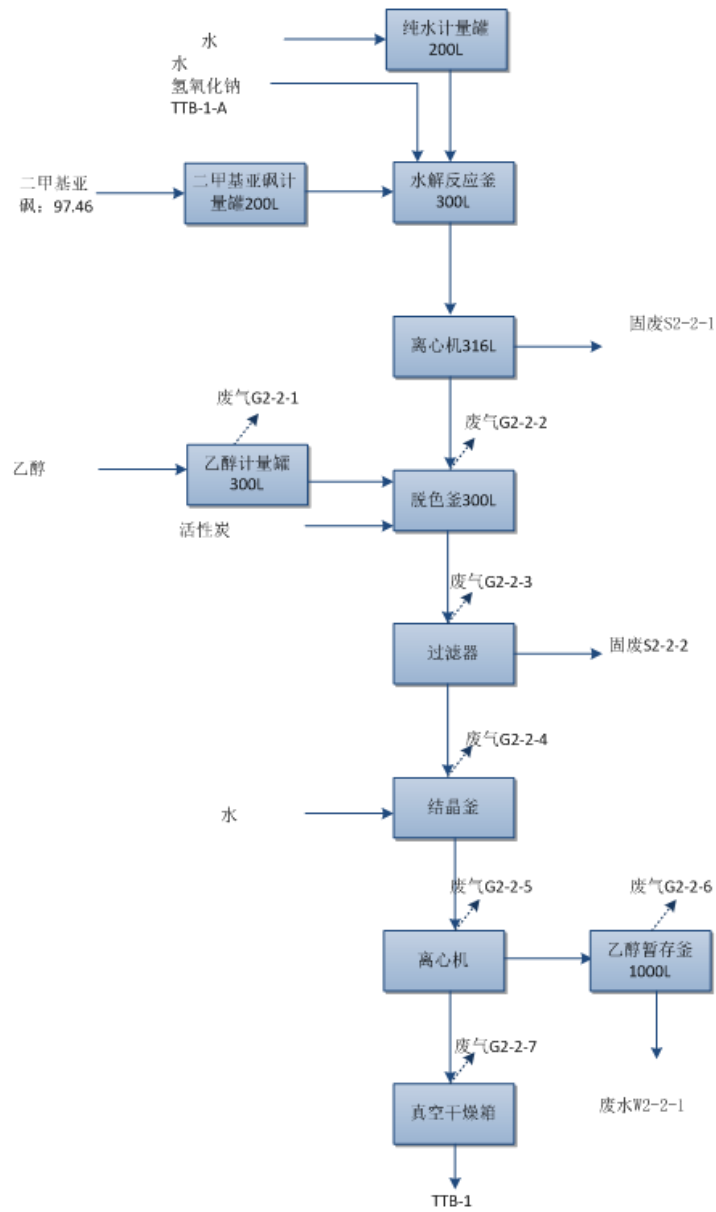 纯水计量罐
200L
水
水
氢氧化钠
TTB-1-A
二甲基亚
砜：97.46
二甲基亚砜计
量罐200L
水解反应釜
300L
离心机316L
固废S2-2-1
废气G2-2-1
废气G2-2-2
乙醇
乙醇计量罐
300L
脱色釜300L
活性炭
废气G2-2-3
过滤器
固废S2-2-2
废气G2-2-4
结晶釜
水
废气G2-2-5
废气G2-2-6
离心机
乙醇暂存釜
1000L
废气G2-2-7
真空干燥箱
废水W2-2-1
TTB-1